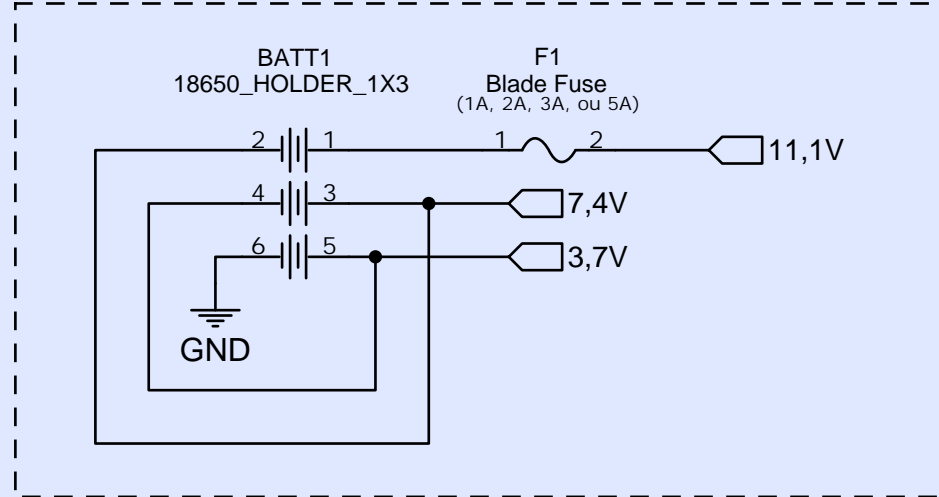 BATT1
18650_HOLDER_1X3
F1
Blade Fuse
(1A, 2A, 3A, ou 5A)
2 1 1 2 11,1V
4 3 7,4V
6 5 3,7V
GND